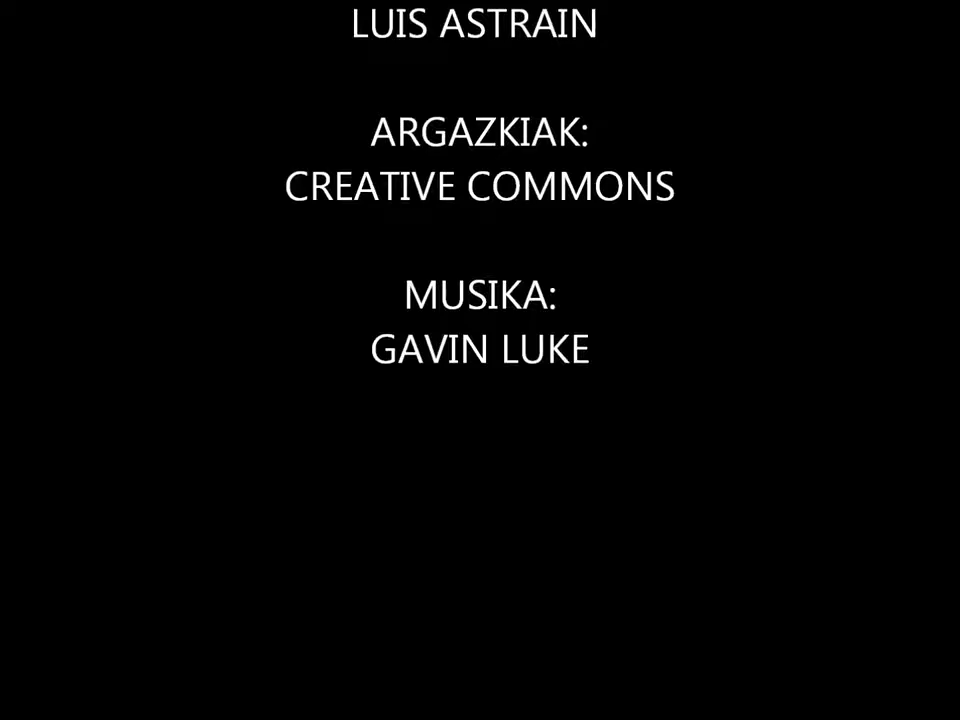 LUIS ASTRAIN
ARGAZKIAK:
CREATIVE COMMONS
MUSIKA:
GAVIN LUKE